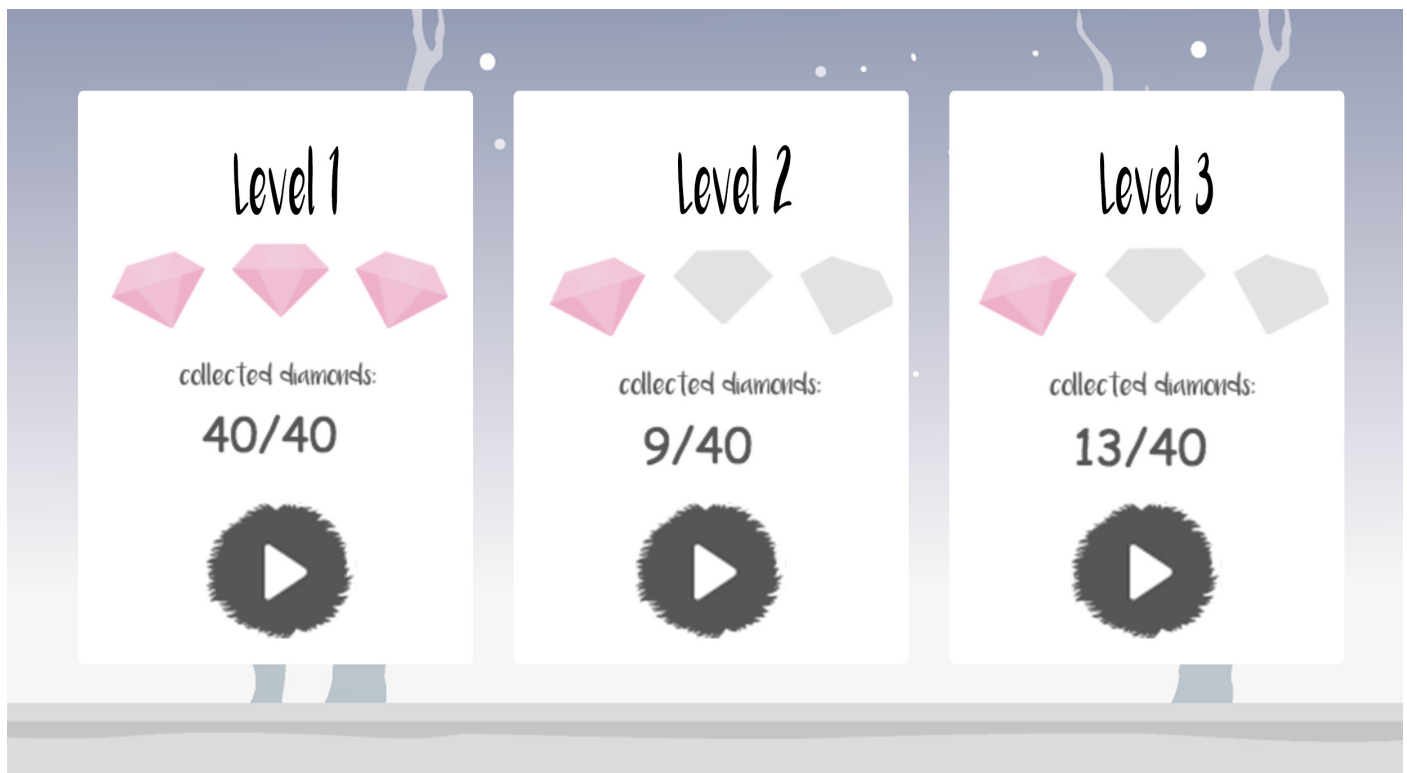 Level 1
collected diamonds:
40/40
Level 2
collected diamonds:
9/40
Level 3
collected diamonds:
13/40